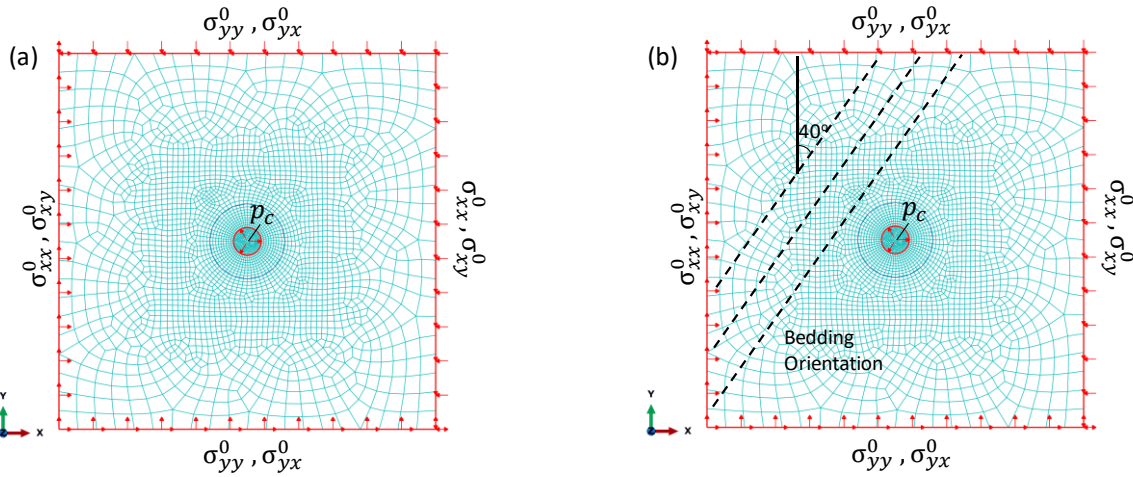 (a)
σ⁰yy , σ⁰yx
σ⁰xx , σ⁰xy
pC
σ⁰xx , σ⁰xy
σ⁰yy , σ⁰yx
Y
Z
X
(b)
σ⁰yy , σ⁰yx
40°
σ⁰xx , σ⁰xy
pC
σ⁰xx , σ⁰xy
Bedding
Orientation
σ⁰yy , σ⁰yx
Y
Z
X